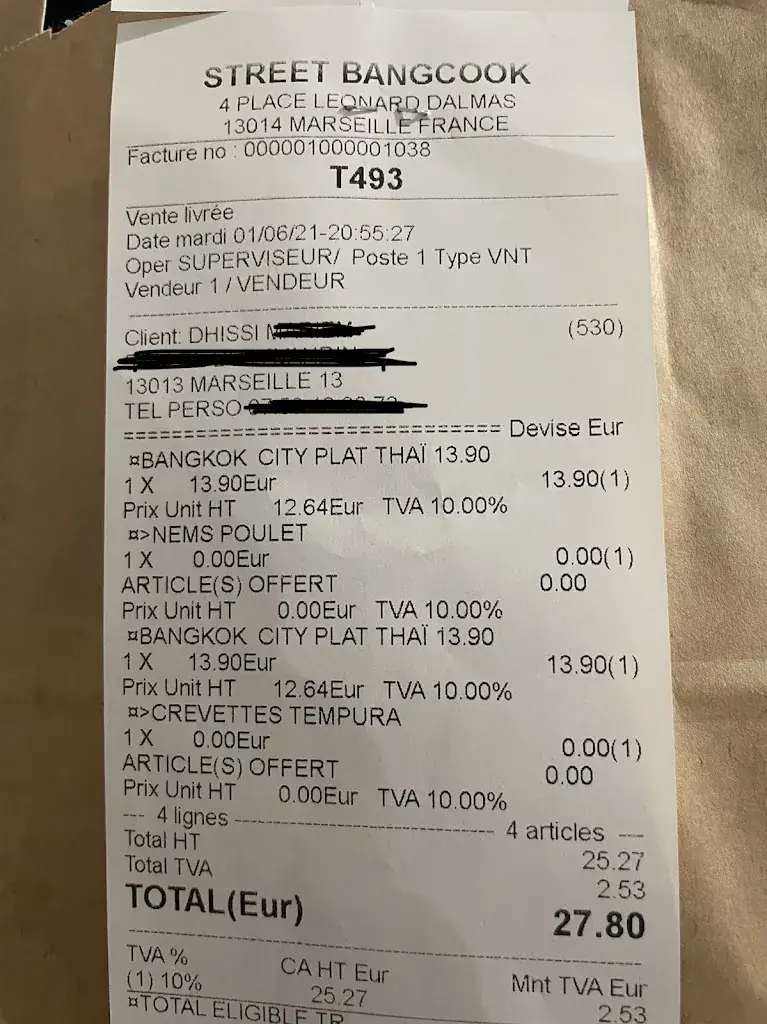 STREET BANGCOOK
4 PLACE LEONARD DALMAS
13014 MARSEILLE FRANCE
Facture no : 000001000001038
T493
Vente livrée
Date mardi 01/06/21-20:55:27
Oper SUPERVISEUR/ Poste 1 Type VNT
Vendeur 1 / VENDEUR
Client: DHISSI (530)
13013 MARSEILLE 13
TEL PERSO
============================== Devise Eur
¤BANGKOK CITY PLAT THAÏ 13.90
1 X 13.90Eur 13.90(1)
Prix Unit HT 12.64Eur TVA 10.00%
¤>NEMS POULET
1 X 0.00Eur 0.00(1)
ARTICLE(S) OFFERT 0.00
Prix Unit HT 0.00Eur TVA 10.00%
¤BANGKOK CITY PLAT THAÏ 13.90
1 X 13.90Eur 13.90(1)
Prix Unit HT 12.64Eur TVA 10.00%
¤>CREVETTES TEMPURA
1 X 0.00Eur 0.00(1)
ARTICLE(S) OFFERT 0.00
Prix Unit HT 0.00Eur TVA 10.00%
--- 4 lignes ------------------------------ 4 articles ---
Total HT 25.27
Total TVA 2.53
TOTAL(Eur) 27.80
TVA % CA HT Eur Mnt TVA Eur
(1) 10% 25.27 2.53
¤TOTAL ELIGIBLE TR